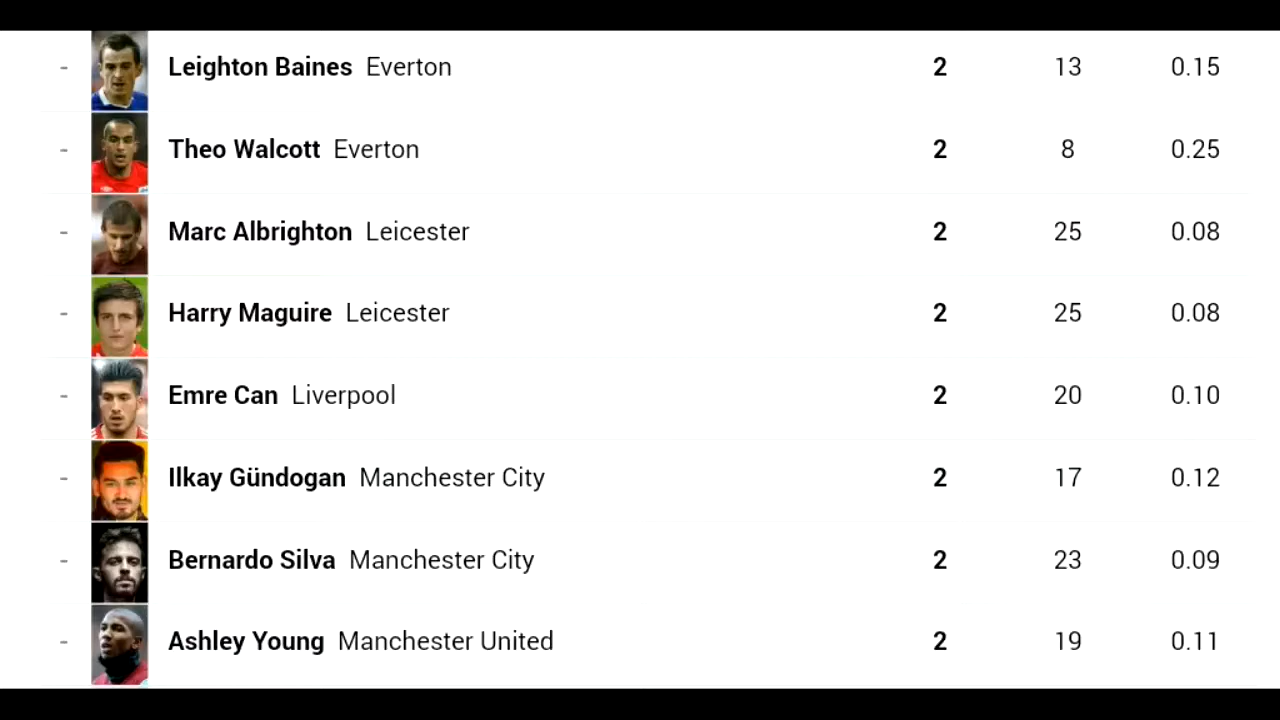 - Leighton Baines Everton 2 13 0.15
- Theo Walcott Everton 2 8 0.25
- Marc Albrighton Leicester 2 25 0.08
- Harry Maguire Leicester 2 25 0.08
- Emre Can Liverpool 2 20 0.10
- Ilkay Gündogan Manchester City 2 17 0.12
- Bernardo Silva Manchester City 2 23 0.09
- Ashley Young Manchester United 2 19 0.11